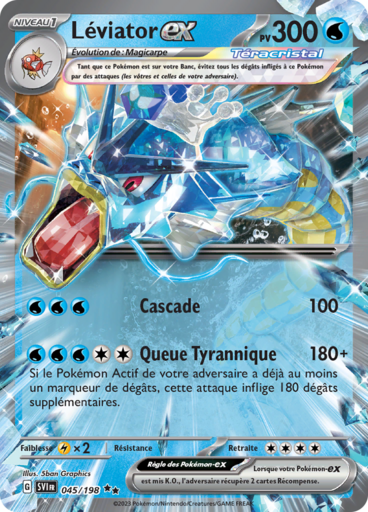 NIVEAU 1
Léviator ex
PV 300
Évolution de : Magicarpe
Téracristal
Tant que ce Pokémon est sur votre Banc, évitez tous les dégâts infligés à ce Pokémon
par des attaques (les vôtres et celles de votre adversaire).
Cascade 100
Queue Tyrannique 180+
Si le Pokémon Actif de votre adversaire a déjà au moins
un marqueur de dégâts, cette attaque inflige 180 dégâts
supplémentaires.
Faiblesse ×2 Résistance Retraite
Illus. 5ban Graphics
G SVI FR 045/198
Règle des Pokémon-ex
Lorsque votre Pokémon-ex
est mis K.O., l'adversaire récupère 2 cartes Récompense.
©2023 Pokémon/Nintendo/Creatures/GAME FREAK